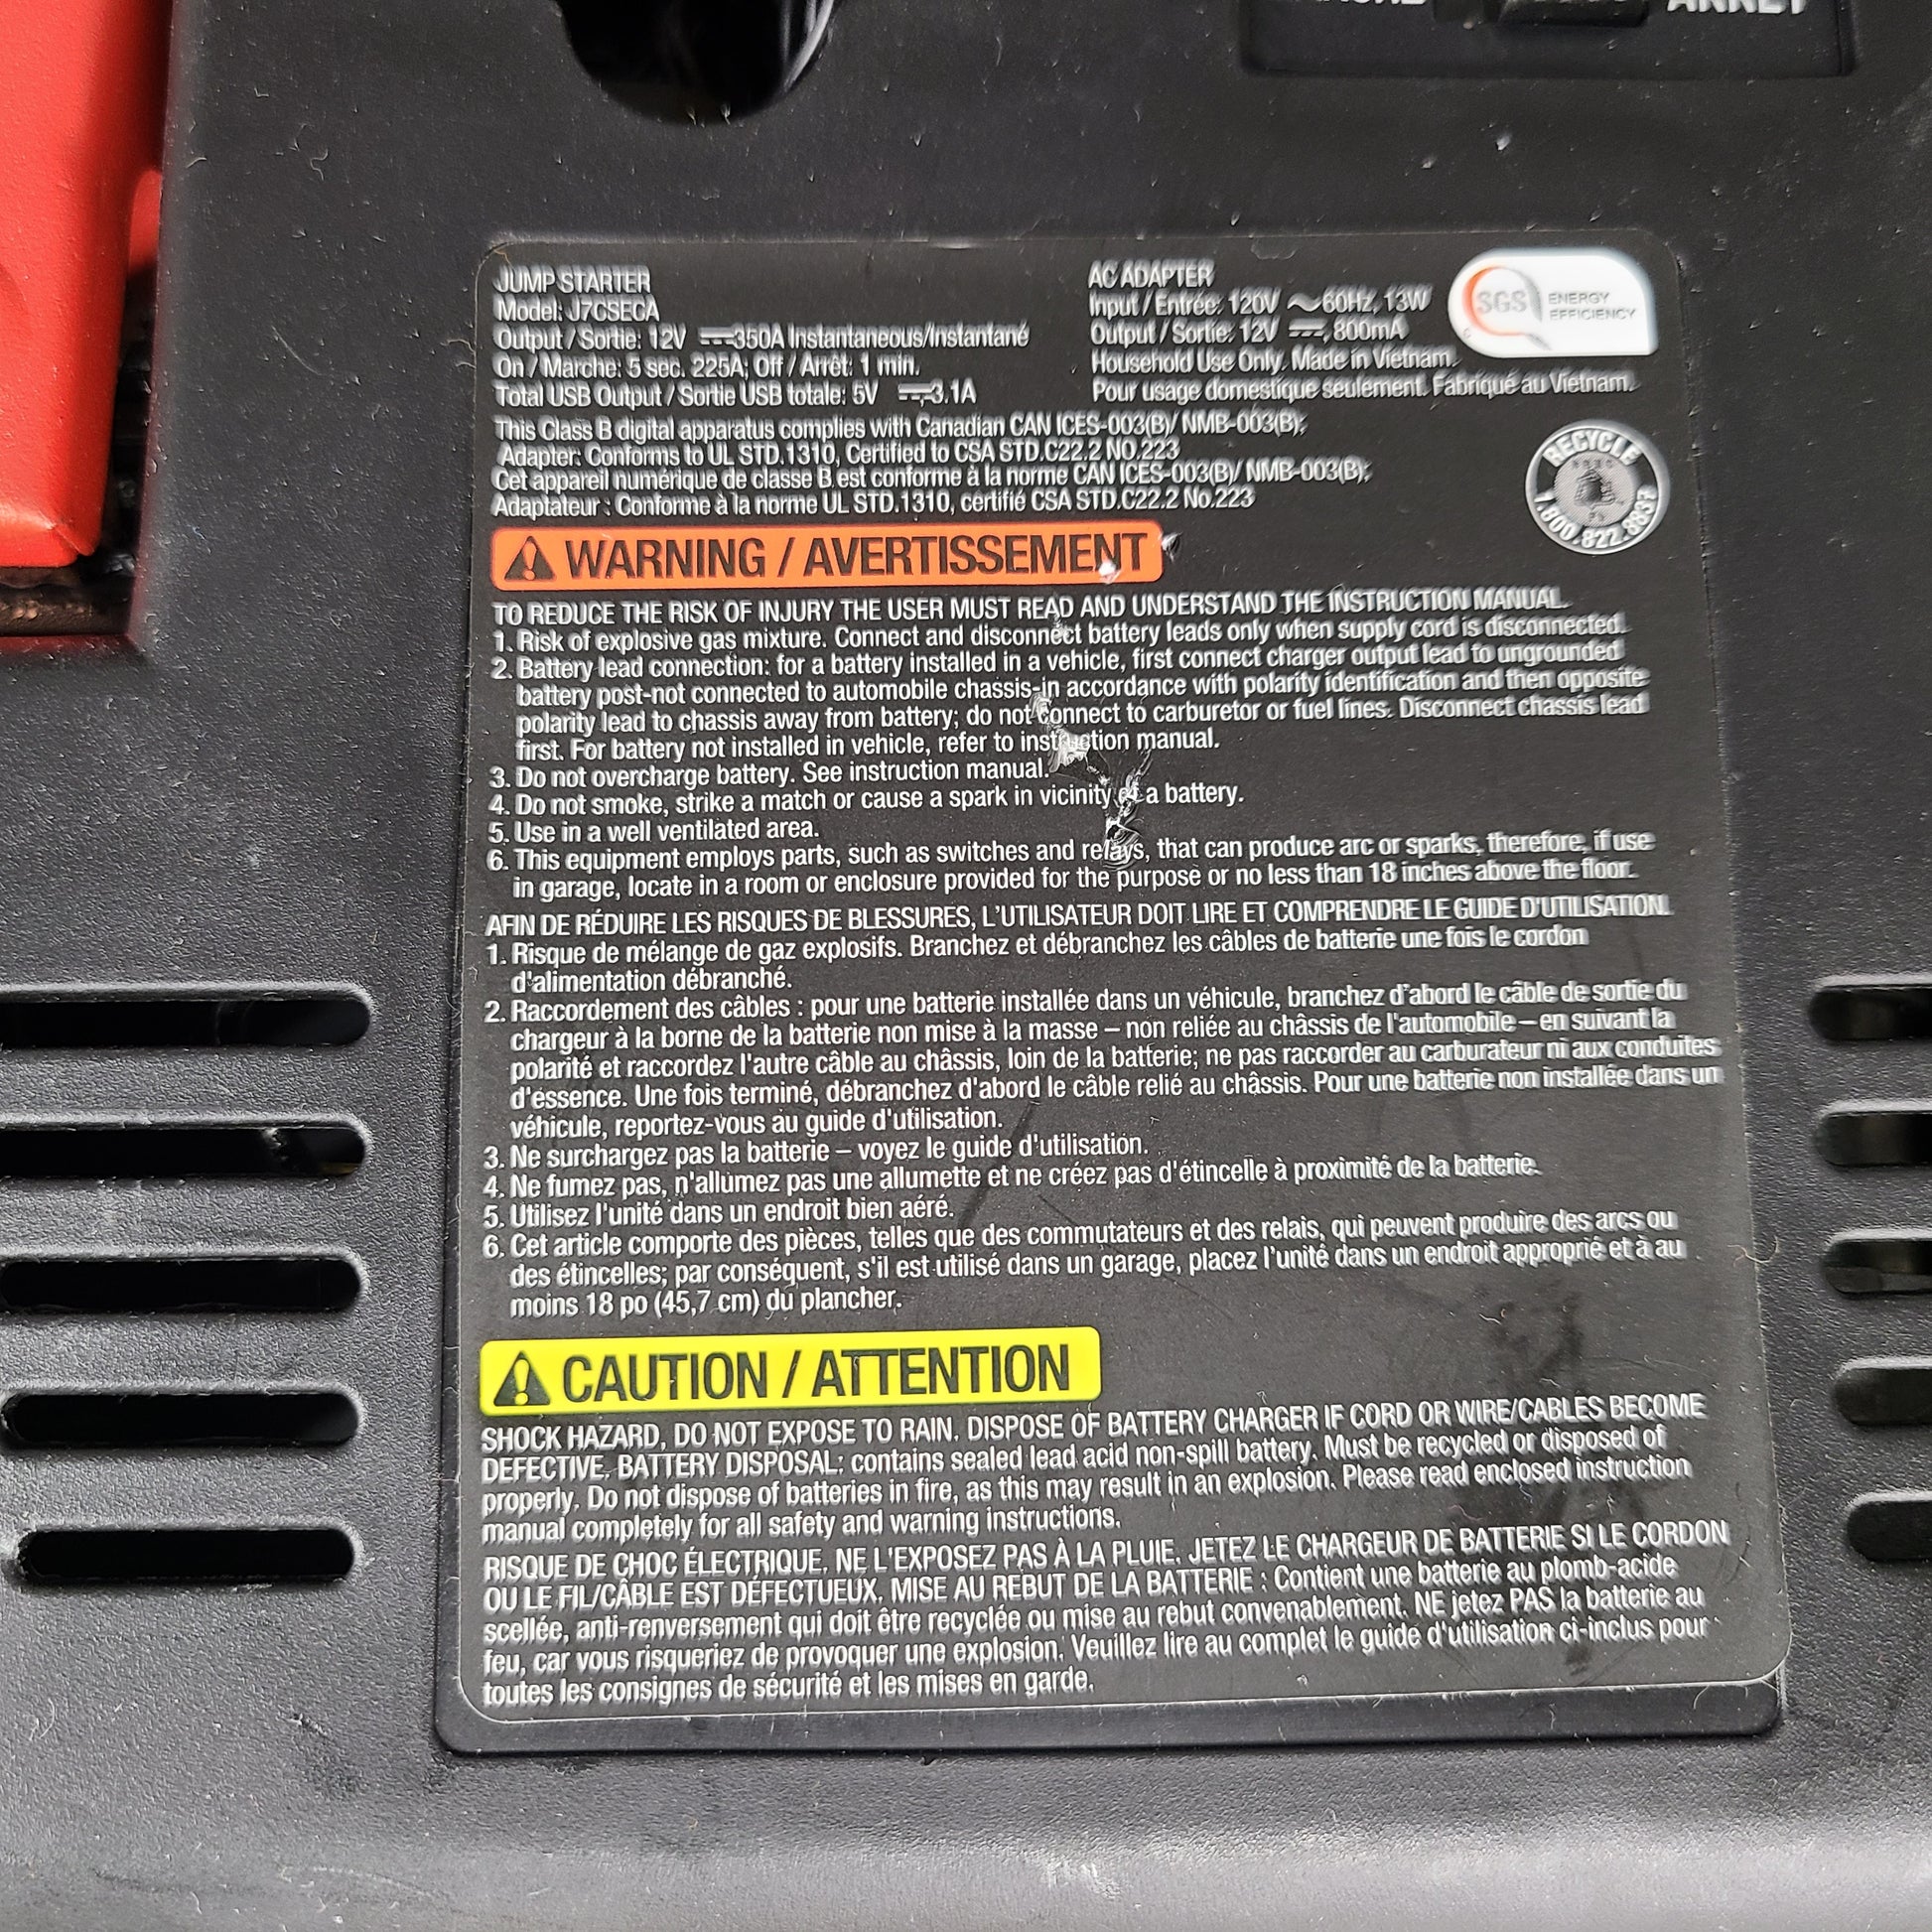 ARRÊT
JUMP STARTER
Model: J7CSECA
Output / Sortie: 12V ⎓350A Instantaneous/Instantané
On / Marche: 5 sec. 225A; Off / Arrêt: 1 min.
Total USB Output / Sortie USB totale: 5V ⎓3.1A
AC ADAPTER
Input / Entrée: 120V ~60Hz, 13W
Output / Sortie: 12V ⎓, 800mA
Household Use Only. Made in Vietnam.
Pour usage domestique seulement. Fabriqué au Vietnam.
SGS ENERGY
EFFICIENCY
This Class B digital apparatus complies with Canadian CAN ICES-003(B)/ NMB-003(B);
Adapter: Conforms to UL STD.1310, Certified to CSA STD.C22.2 NO.223
Cet appareil numérique de classe B est conforme à la norme CAN ICES-003(B)/ NMB-003(B);
Adaptateur : Conforme à la norme UL STD.1310, certifié CSA STD.C22.2 No.223
RECYCLE
1.800.822.8837
WARNING / AVERTISSEMENT
TO REDUCE THE RISK OF INJURY THE USER MUST READ AND UNDERSTAND THE INSTRUCTION MANUAL.
1. Risk of explosive gas mixture. Connect and disconnect battery leads only when supply cord is disconnected.
2. Battery lead connection: for a battery installed in a vehicle, first connect charger output lead to ungrounded
battery post-not connected to automobile chassis-in accordance with polarity identification and then opposite
polarity lead to chassis away from battery; do not connect to carburetor or fuel lines. Disconnect chassis lead
first. For battery not installed in vehicle, refer to instruction manual.
3. Do not overcharge battery. See instruction manual.
4. Do not smoke, strike a match or cause a spark in vicinity of a battery.
5. Use in a well ventilated area.
6. This equipment employs parts, such as switches and relays, that can produce arc or sparks, therefore, if use
in garage, locate in a room or enclosure provided for the purpose or no less than 18 inches above the floor.
AFIN DE RÉDUIRE LES RISQUES DE BLESSURES, L'UTILISATEUR DOIT LIRE ET COMPRENDRE LE GUIDE D'UTILISATION.
1. Risque de mélange de gaz explosifs. Branchez et débranchez les câbles de batterie une fois le cordon
d'alimentation débranché.
2. Raccordement des câbles : pour une batterie installée dans un véhicule, branchez d'abord le câble de sortie du
chargeur à la borne de la batterie non mise à la masse – non reliée au châssis de l'automobile – en suivant la
polarité et raccordez l'autre câble au châssis, loin de la batterie; ne pas raccorder au carburateur ni aux conduites
d'essence. Une fois terminé, débranchez d'abord le câble relié au châssis. Pour une batterie non installée dans un
véhicule, reportez-vous au guide d'utilisation.
3. Ne surchargez pas la batterie – voyez le guide d'utilisation.
4. Ne fumez pas, n'allumez pas une allumette et ne créez pas d'étincelle à proximité de la batterie.
5. Utilisez l'unité dans un endroit bien aéré.
6. Cet article comporte des pièces, telles que des commutateurs et des relais, qui peuvent produire des arcs ou
des étincelles; par conséquent, s'il est utilisé dans un garage, placez l'unité dans un endroit approprié et à au
moins 18 po (45,7 cm) du plancher.
CAUTION / ATTENTION
SHOCK HAZARD. DO NOT EXPOSE TO RAIN. DISPOSE OF BATTERY CHARGER IF CORD OR WIRE/CABLES BECOME
DEFECTIVE. BATTERY DISPOSAL: contains sealed lead acid non-spill battery. Must be recycled or disposed of
properly. Do not dispose of batteries in fire, as this may result in an explosion. Please read enclosed instruction
manual completely for all safety and warning instructions.
RISQUE DE CHOC ÉLECTRIQUE. NE L'EXPOSEZ PAS À LA PLUIE. JETEZ LE CHARGEUR DE BATTERIE SI LE CORDON
OU LE FIL/CÂBLE EST DÉFECTUEUX. MISE AU REBUT DE LA BATTERIE : Contient une batterie au plomb-acide
scellée, anti-renversement qui doit être recyclée ou mise au rebut convenablement. NE jetez PAS la batterie au
feu, car vous risqueriez de provoquer une explosion. Veuillez lire au complet le guide d'utilisation ci-inclus pour
toutes les consignes de sécurité et les mises en garde.